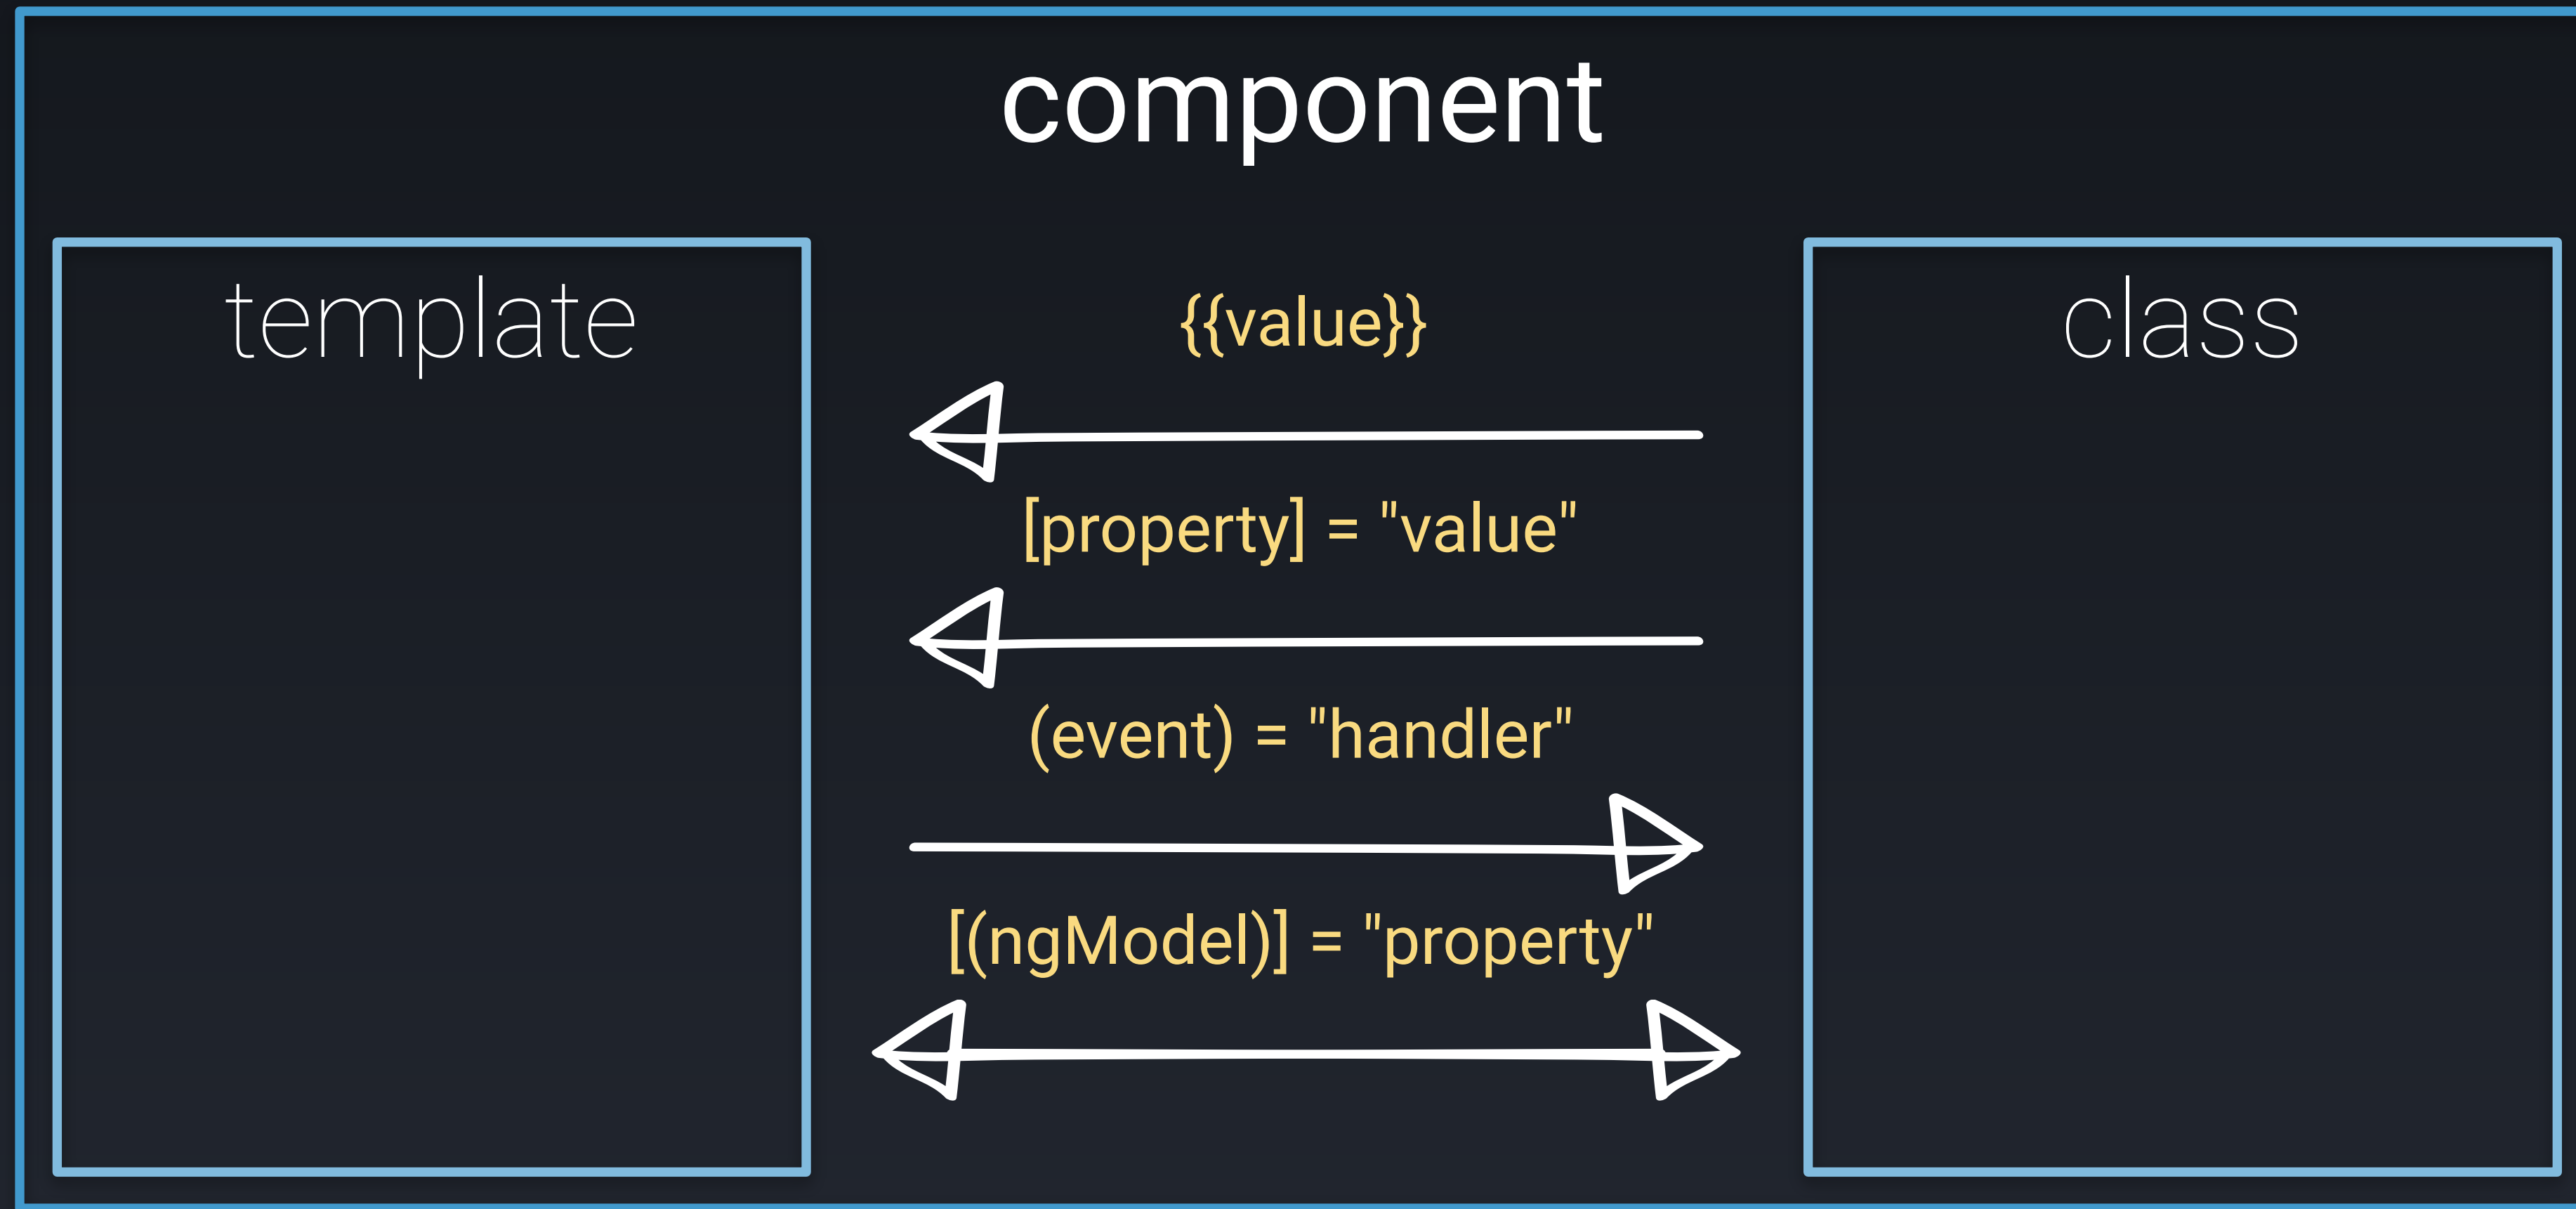 component
template
class
{{value}}
[property] = "value"
(event) = "handler"
[(ngModel)] = "property"